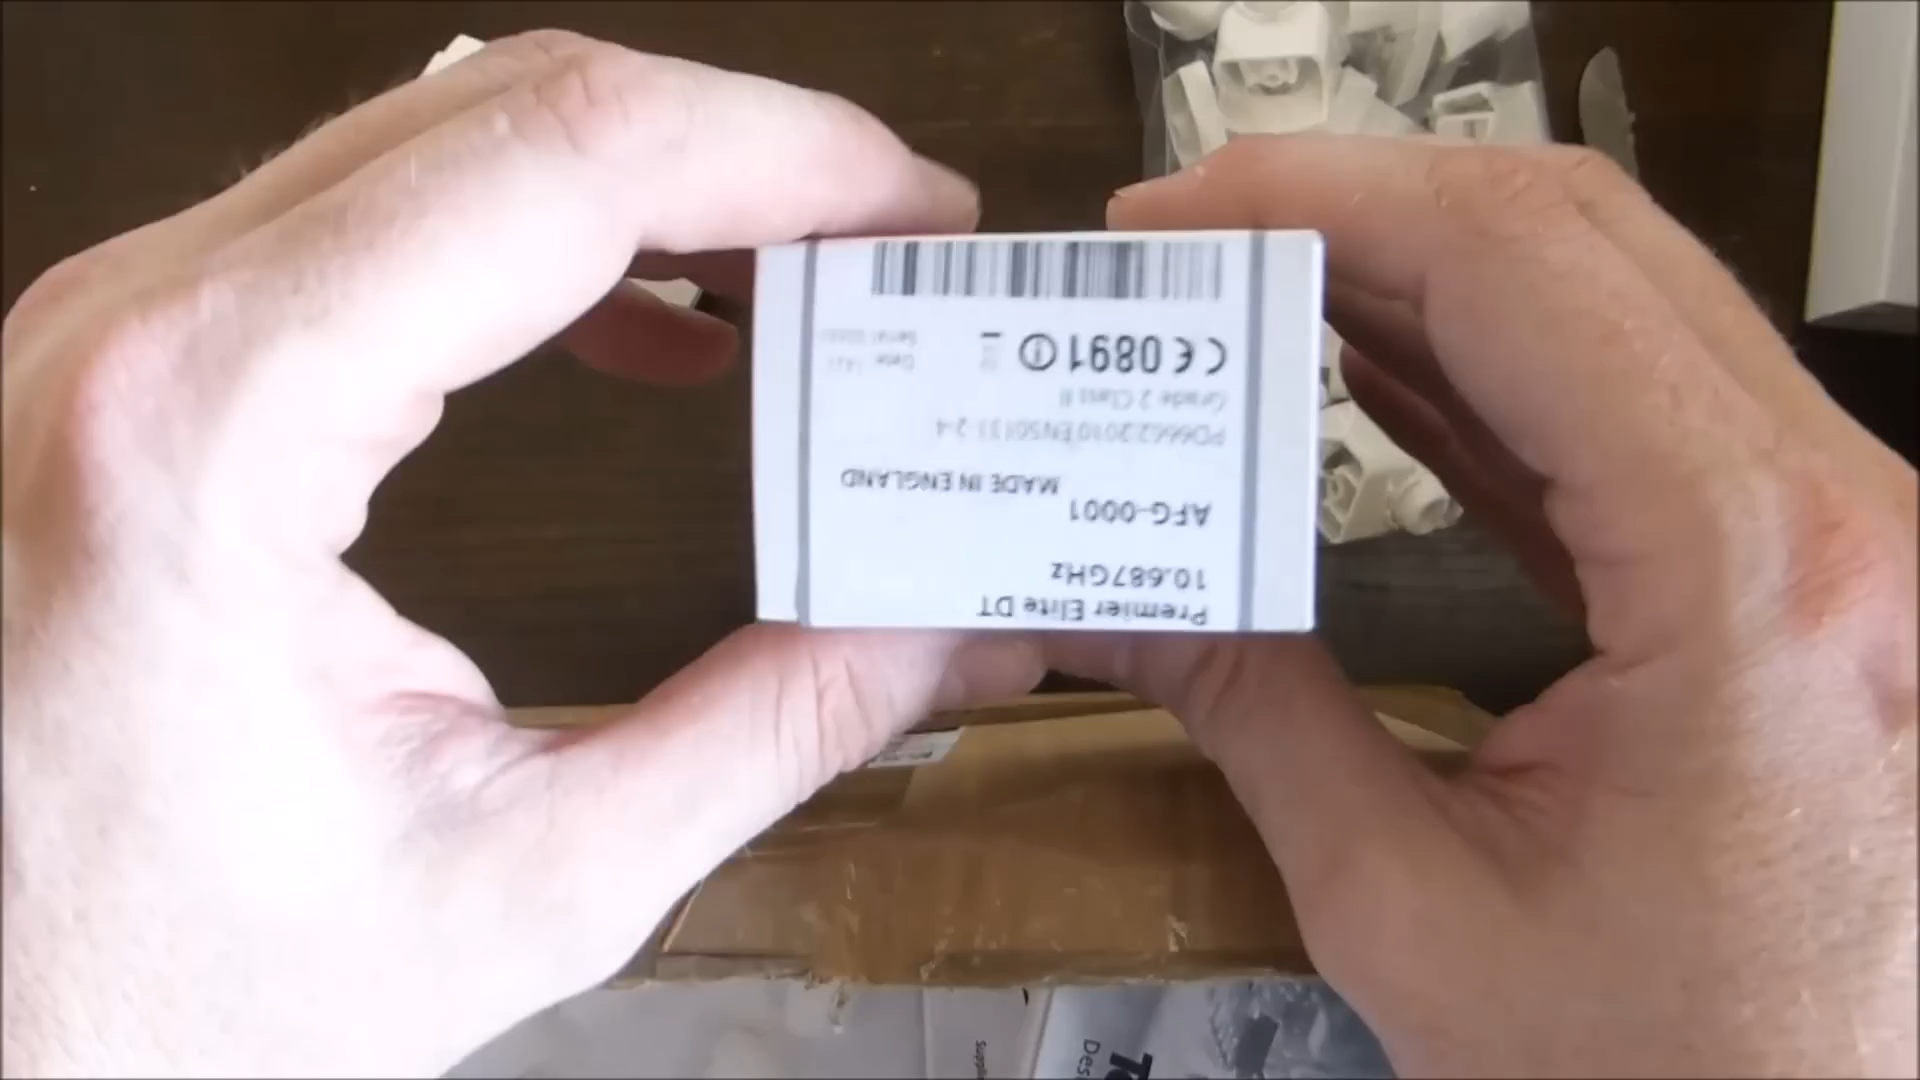 Premier Elite DT
10.687GHz
AFG-0001
MADE IN ENGLAND
PD6662:2010 EN50131-2-4
Grade 2 Class II
CE 0891
Date
Serial